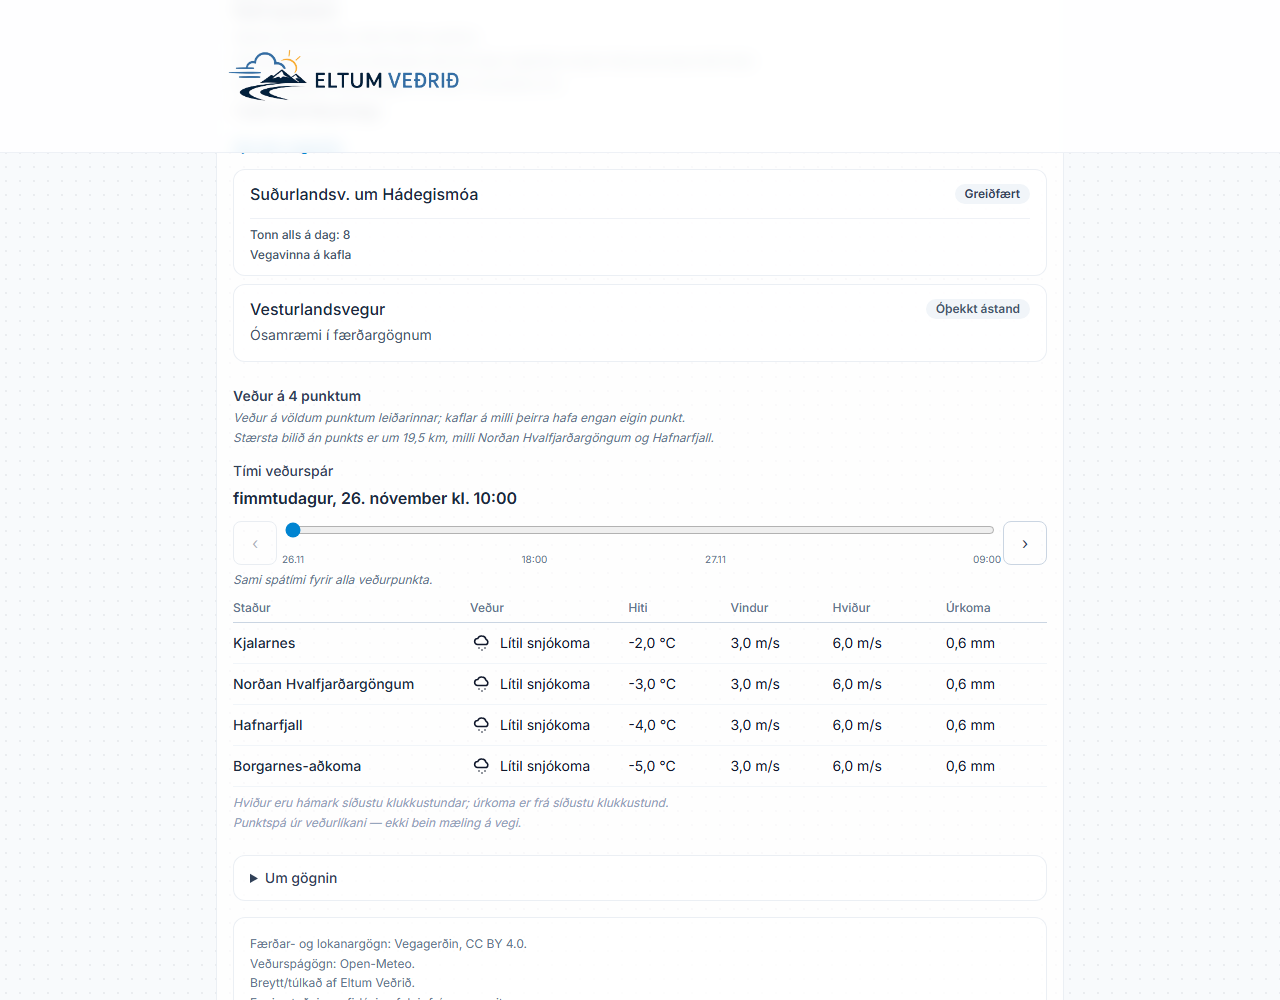 ELTUM VEÐRIÐ
Suðurlandsv. um Hádegismóa
Greiðfært
Tonn alls á dag: 8
Vegavinna á kafla
Vesturlandsvegur
Óþekkt ástand
Ósamræmi í færðargögnum
Veður á 4 punktum
Veður á völdum punktum leiðarinnar; kaflar á milli þeirra hafa engan eigin punkt.
Stærsta bilið án punkts er um 19,5 km, milli Norðan Hvalfjarðargöngum og Hafnarfjall.
Tími veðurspár
fimmtudagur, 26. nóvember kl. 10:00
‹ ›
26.11 18:00 27.11 09:00
Sami spátími fyrir alla veðurpunkta.
Staður Veður Hiti Vindur Hviður Úrkoma
Kjalarnes Lítil snjókoma -2,0 °C 3,0 m/s 6,0 m/s 0,6 mm
Norðan Hvalfjarðargöngum Lítil snjókoma -3,0 °C 3,0 m/s 6,0 m/s 0,6 mm
Hafnarfjall Lítil snjókoma -4,0 °C 3,0 m/s 6,0 m/s 0,6 mm
Borgarnes-aðkoma Lítil snjókoma -5,0 °C 3,0 m/s 6,0 m/s 0,6 mm
Hviður eru hámark síðustu klukkustundar; úrkoma er frá síðustu klukkustund.
Punktspá úr veðurlíkani — ekki bein mæling á vegi.
Um gögnin
Færðar- og lokanargögn: Vegagerðin, CC BY 4.0.
Veðurspágögn: Open-Meteo.
Breytt/túlkað af Eltum Veðrið.